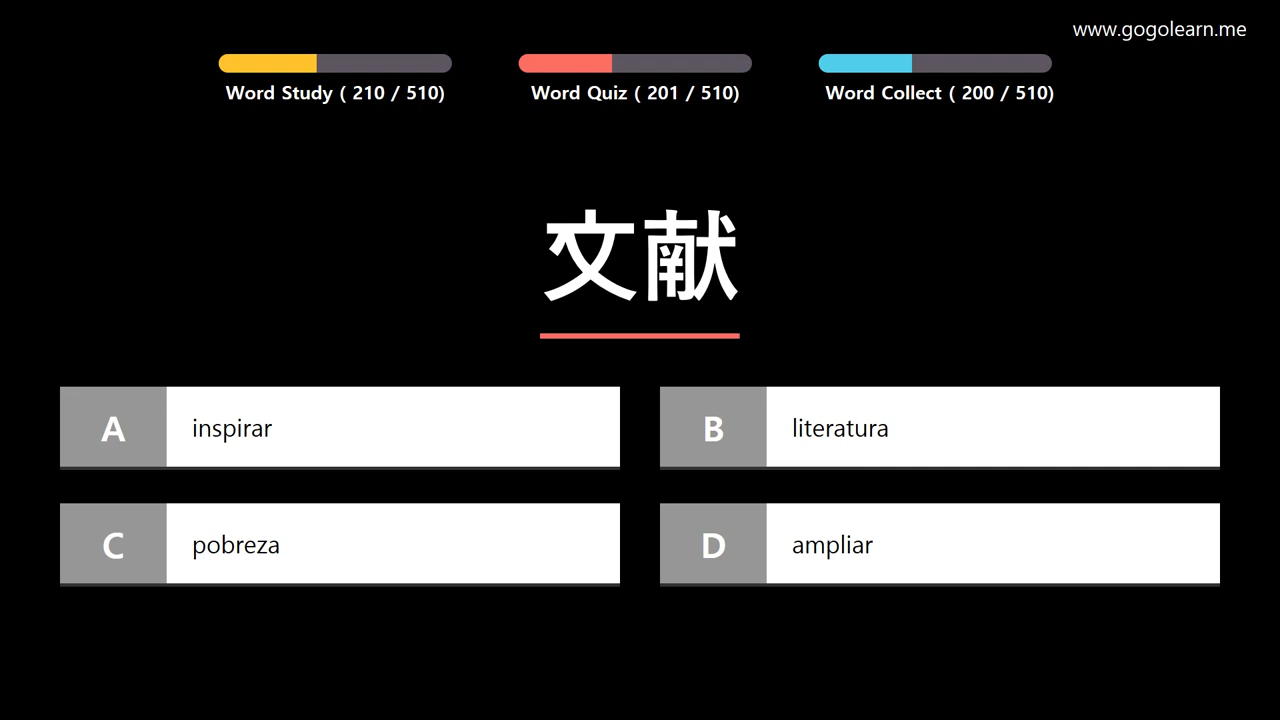 www.gogolearn.me
Word Study ( 210 / 510)
Word Quiz ( 201 / 510)
Word Collect ( 200 / 510)
文献
A inspirar
B literatura
C pobreza
D ampliar